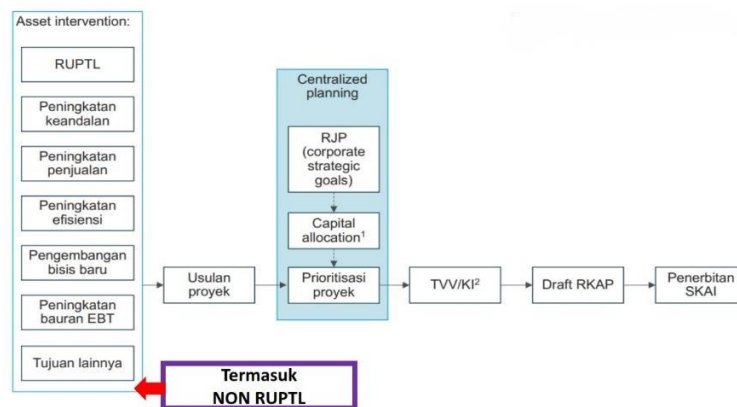 Asset intervention:
RUPTL
Peningkatan
keandalan
Peningkatan
penjualan
Peningkatan
efisiensi
Pengembangan
bisis baru
Peningkatan
bauran EBT
Tujuan lainnya
Termasuk
NON RUPTL
Usulan
proyek
Centralized
planning
RJP
(corporate
strategic
goals)
Capital
allocation¹
Prioritisasi
proyek
TVV/KI²
Draft RKAP
Penerbitan
SKAI